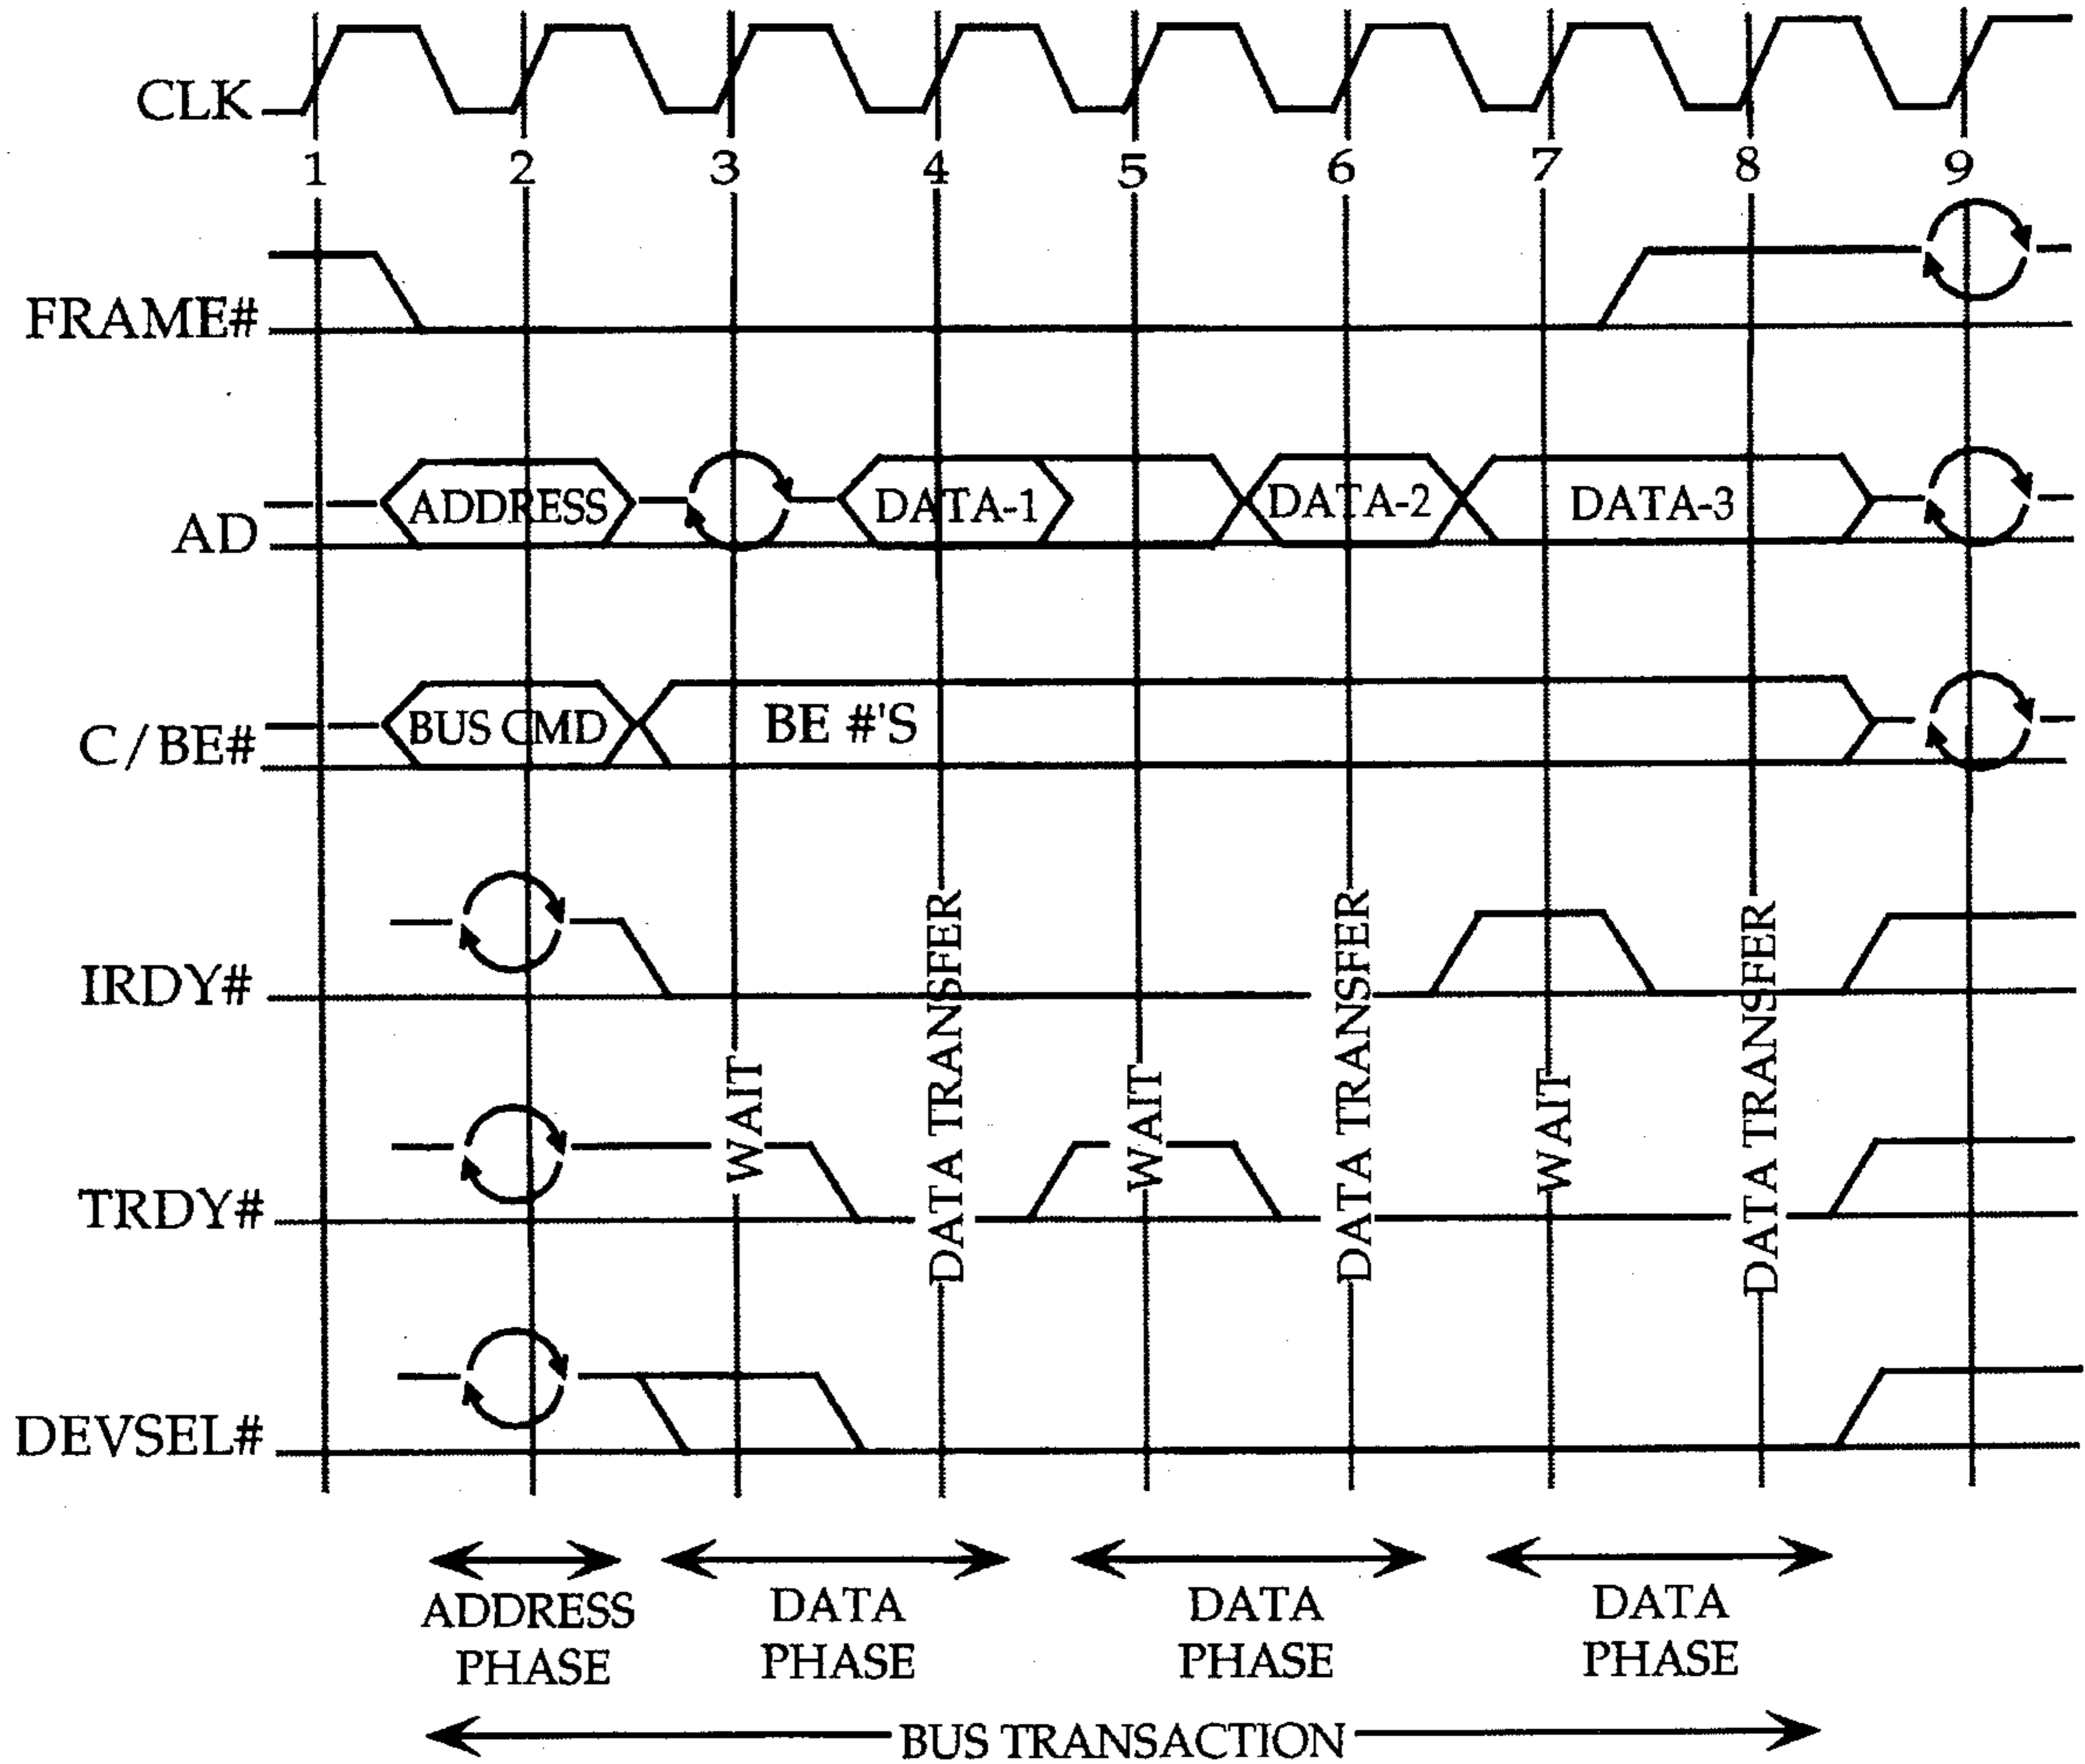 CLK
1 2 3 4 5 6 7 8 9
FRAME#
AD
ADDRESS
DATA-1
DATA-2
DATA-3
C/BE#
BUS CMD
BE #'S
IRDY#
TRDY#
WAIT
DATA TRANSFER
WAIT
DATA TRANSFER
WAIT
DATA TRANSFER
DEVSEL#
ADDRESS
PHASE
DATA
PHASE
DATA
PHASE
DATA
PHASE
BUS TRANSACTION